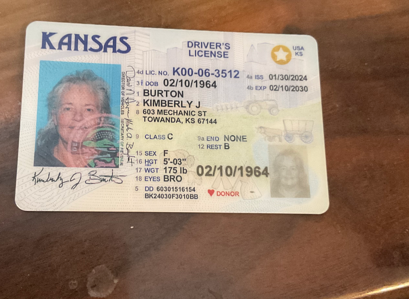 KANSAS
DRIVER'S
LICENSE
USA
KS
4d LIC. NO. K00-06-3512
4a ISS 01/30/2024
3 DOB 02/10/1964
4b EXP 02/10/2030
1 BURTON
2 KIMBERLY J
8 603 MECHANIC ST
TOWANDA, KS 67144
9 CLASS C
9a END NONE
12 REST B
15 SEX F
16 HGT 5'-03"
17 WGT 175 lb
18 EYES BRO
02/10/1964
5 DD 60301516154
BK24030F3010BB
DONOR
Kimberly J Burton